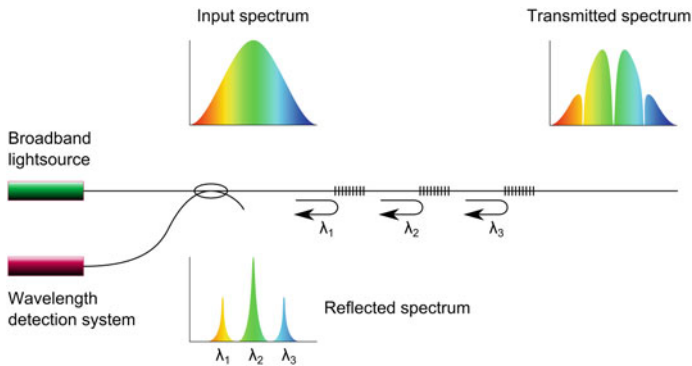 Input spectrum
Transmitted spectrum
Broadband
lightsource
λ1
λ2
λ3
Wavelength
detection system
Reflected spectrum
λ1 λ2 λ3